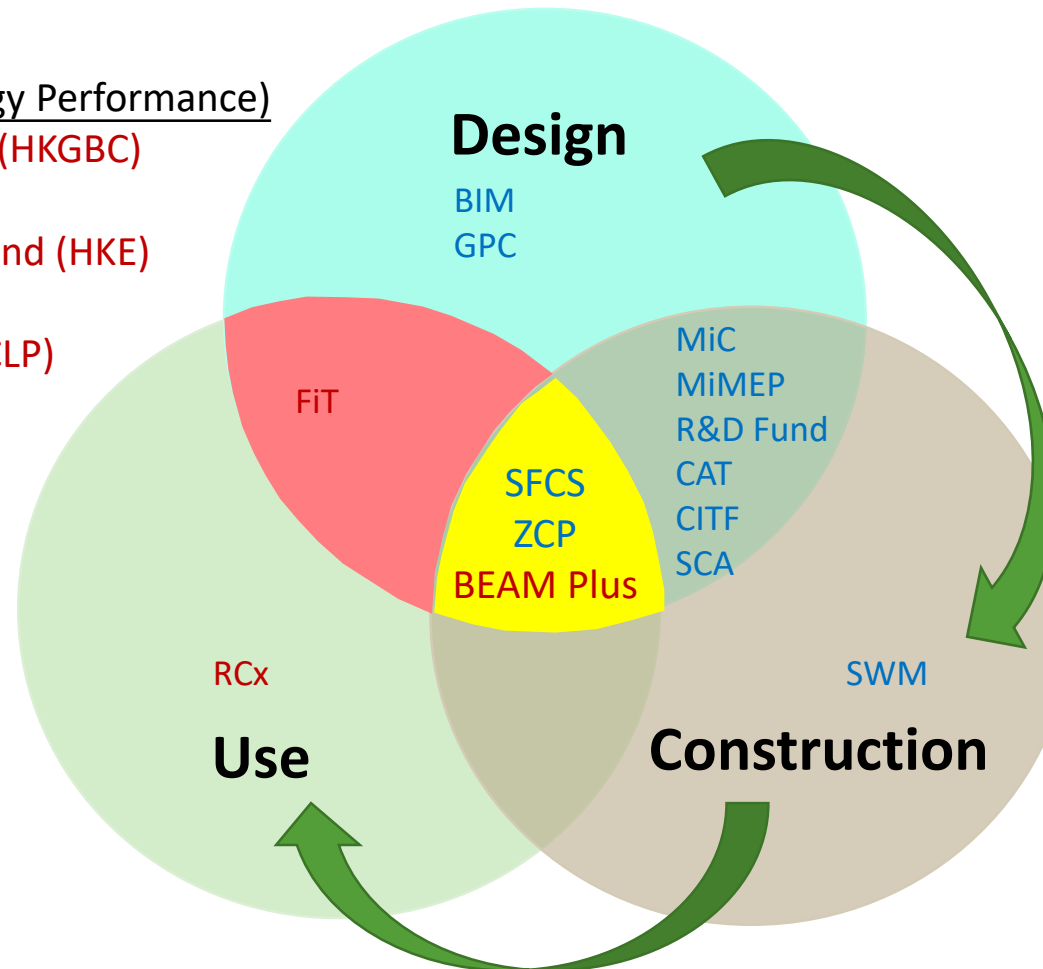 gy Performance)
(HKGBC)
nd (HKE)
CLP)
Design
BIM
GPC
MiC
MiMEP
R&D Fund
CAT
CITF
SCA
FiT
SFCS
ZCP
BEAM Plus
RCx
Use
SWM
Construction